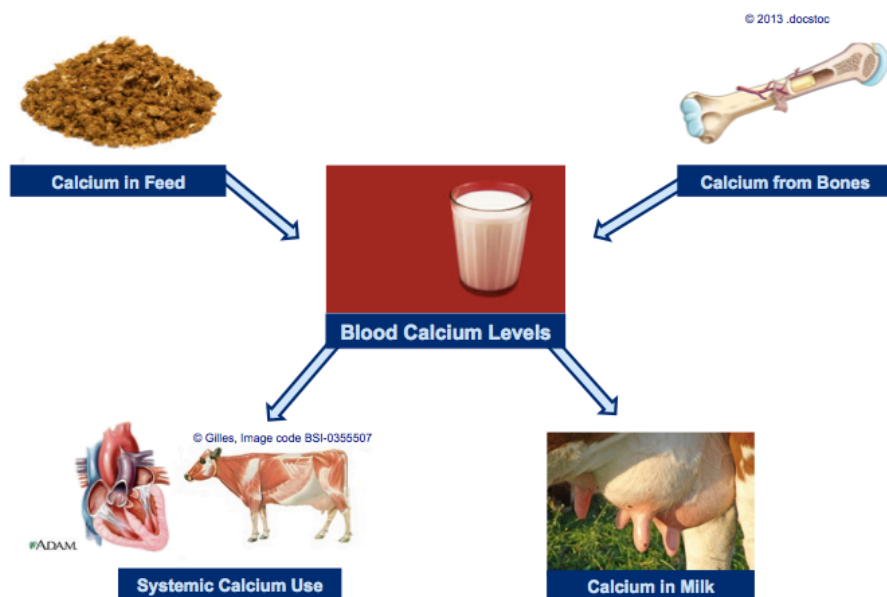 © 2013 .docstoc
Calcium in Feed
Calcium from Bones
Blood Calcium Levels
© Gilles, Image code BSI-0355507
ADAM.
Systemic Calcium Use
Calcium in Milk